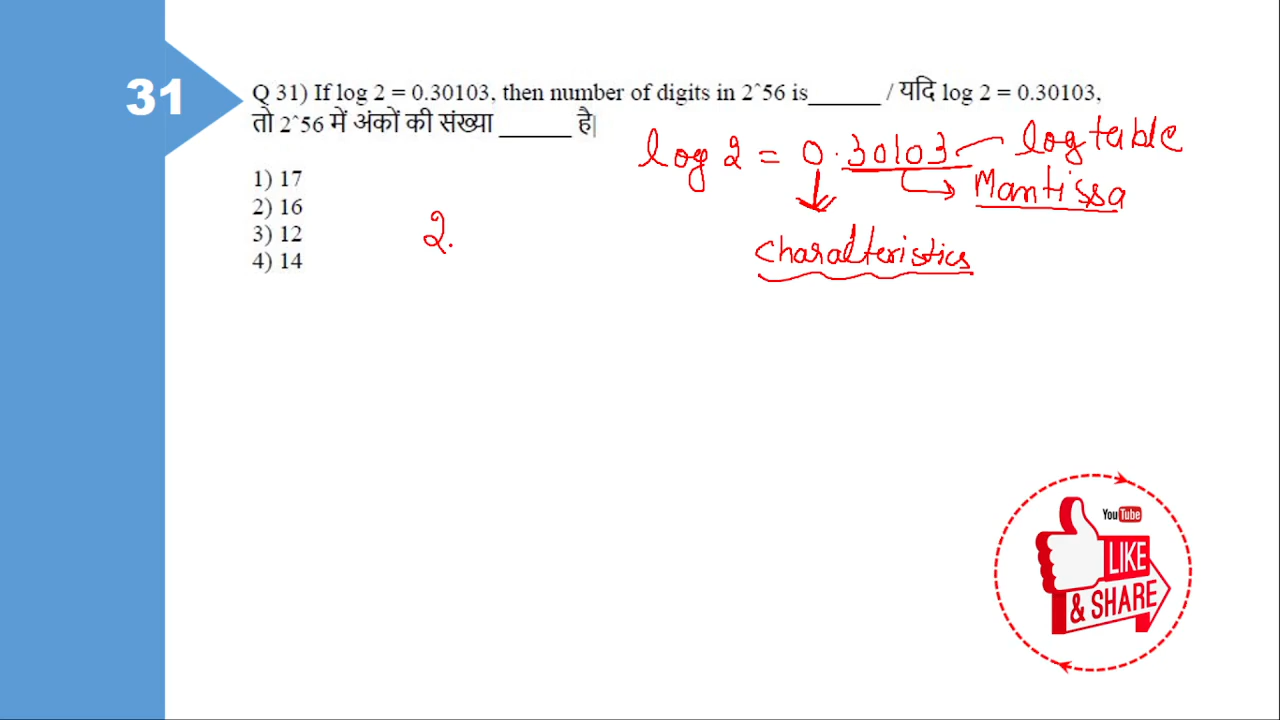 31
Q 31) If log 2 = 0.30103, then number of digits in 2^56 is______ / यदि log 2 = 0.30103,
तो 2^56 में अंकों की संख्या ______ है|
log 2 = 0.30103 log table
Mantissa
characteristics
1) 17
2) 16
3) 12
4) 14
2.
YouTube
LIKE
& SHARE